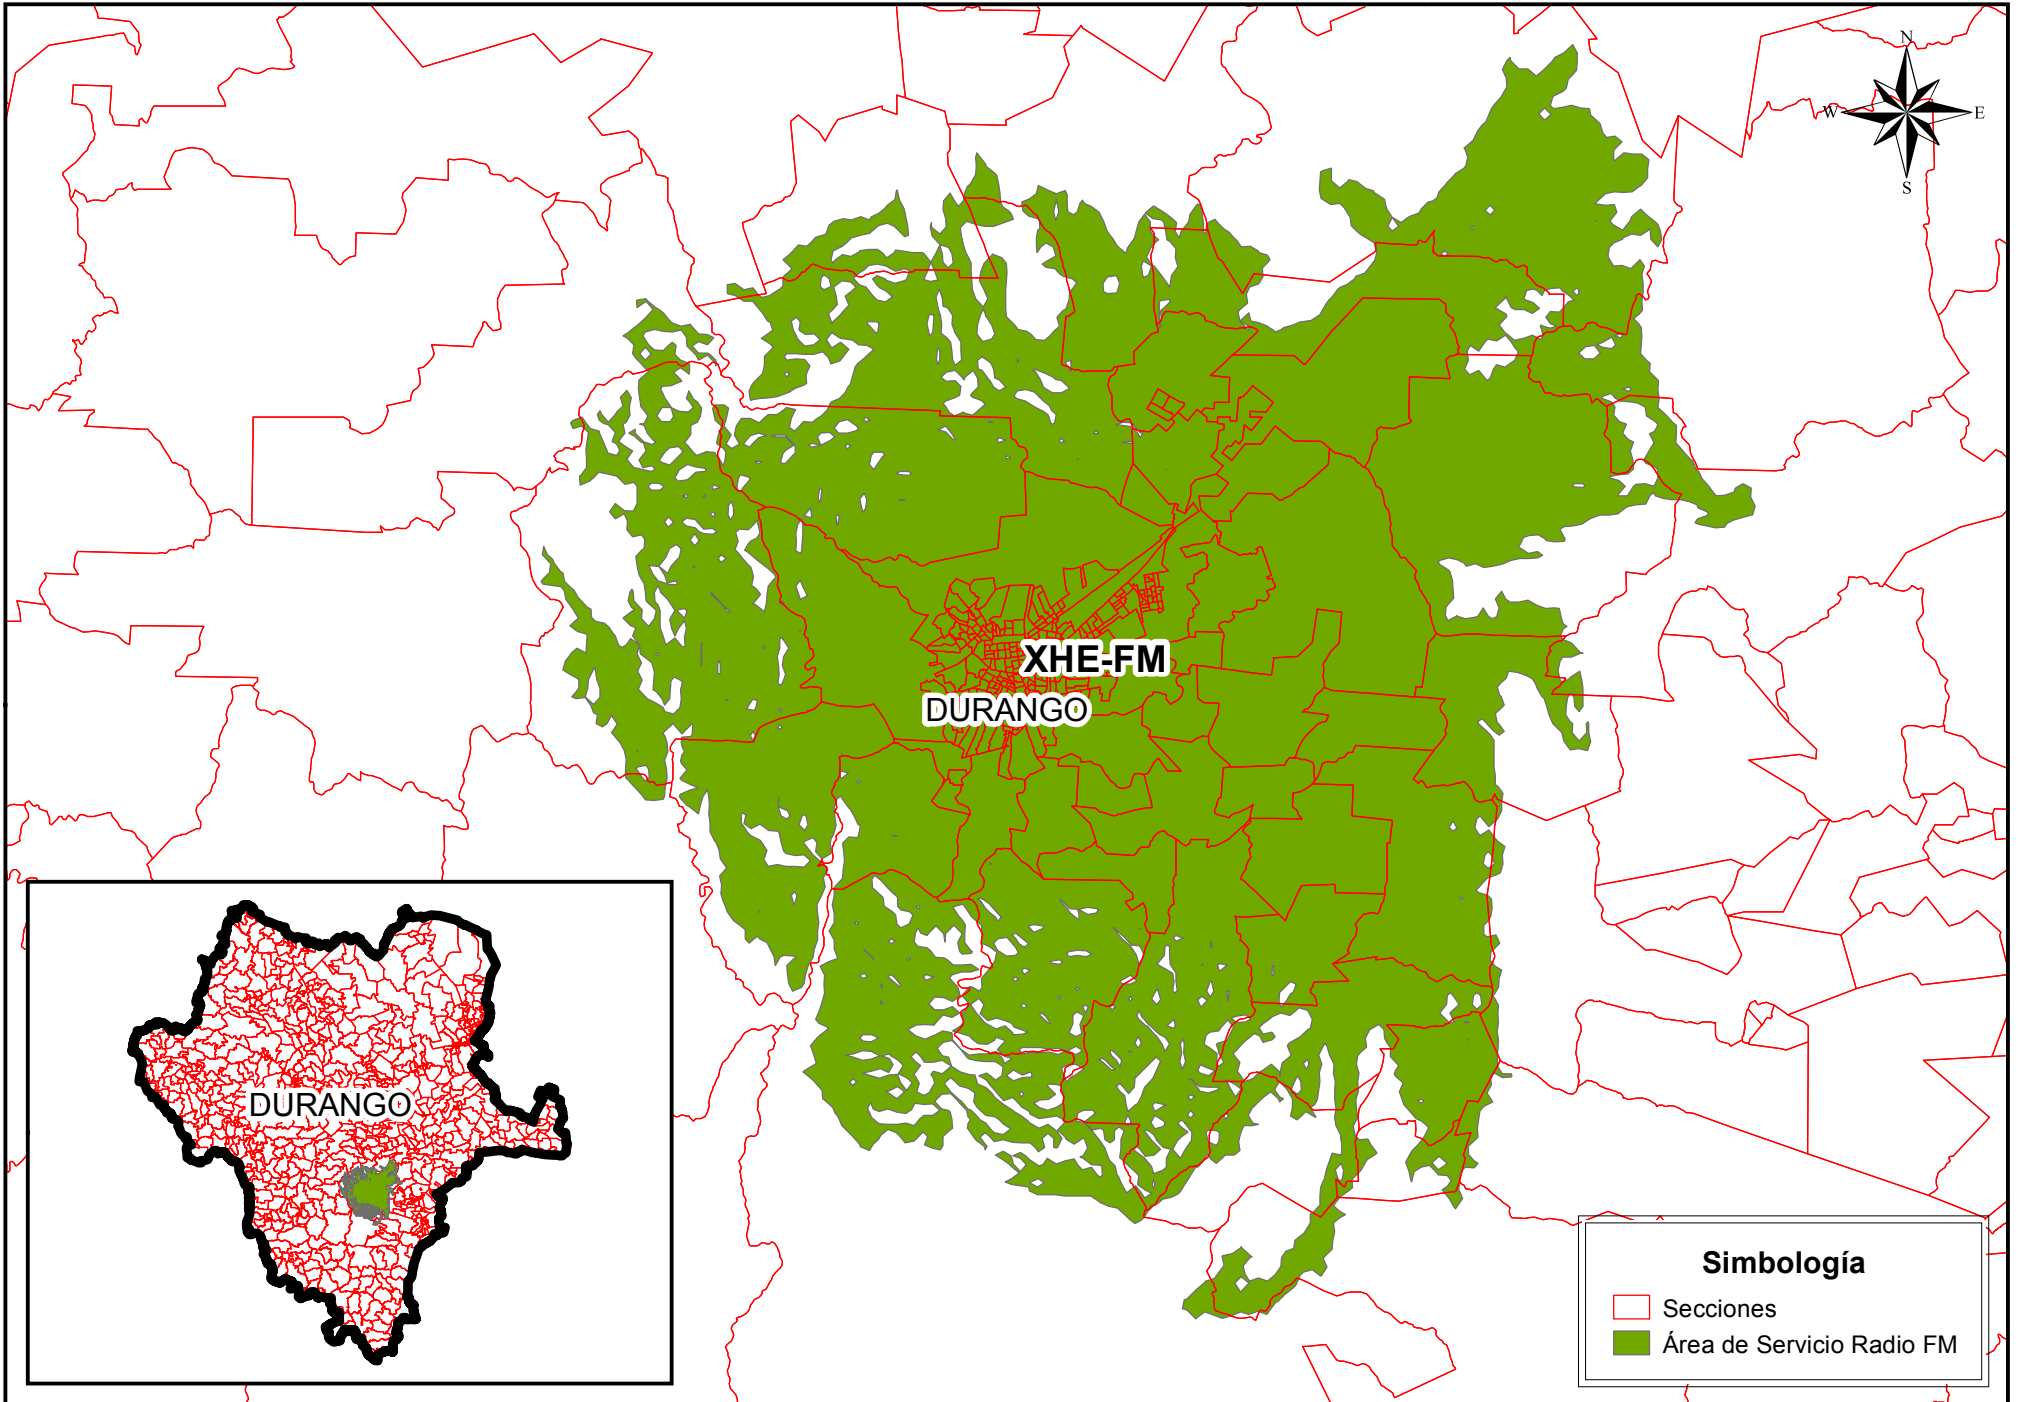 N
W E
S
XHE-FM
DURANGO
DURANGO
Simbología
Secciones
Área de Servicio Radio FM